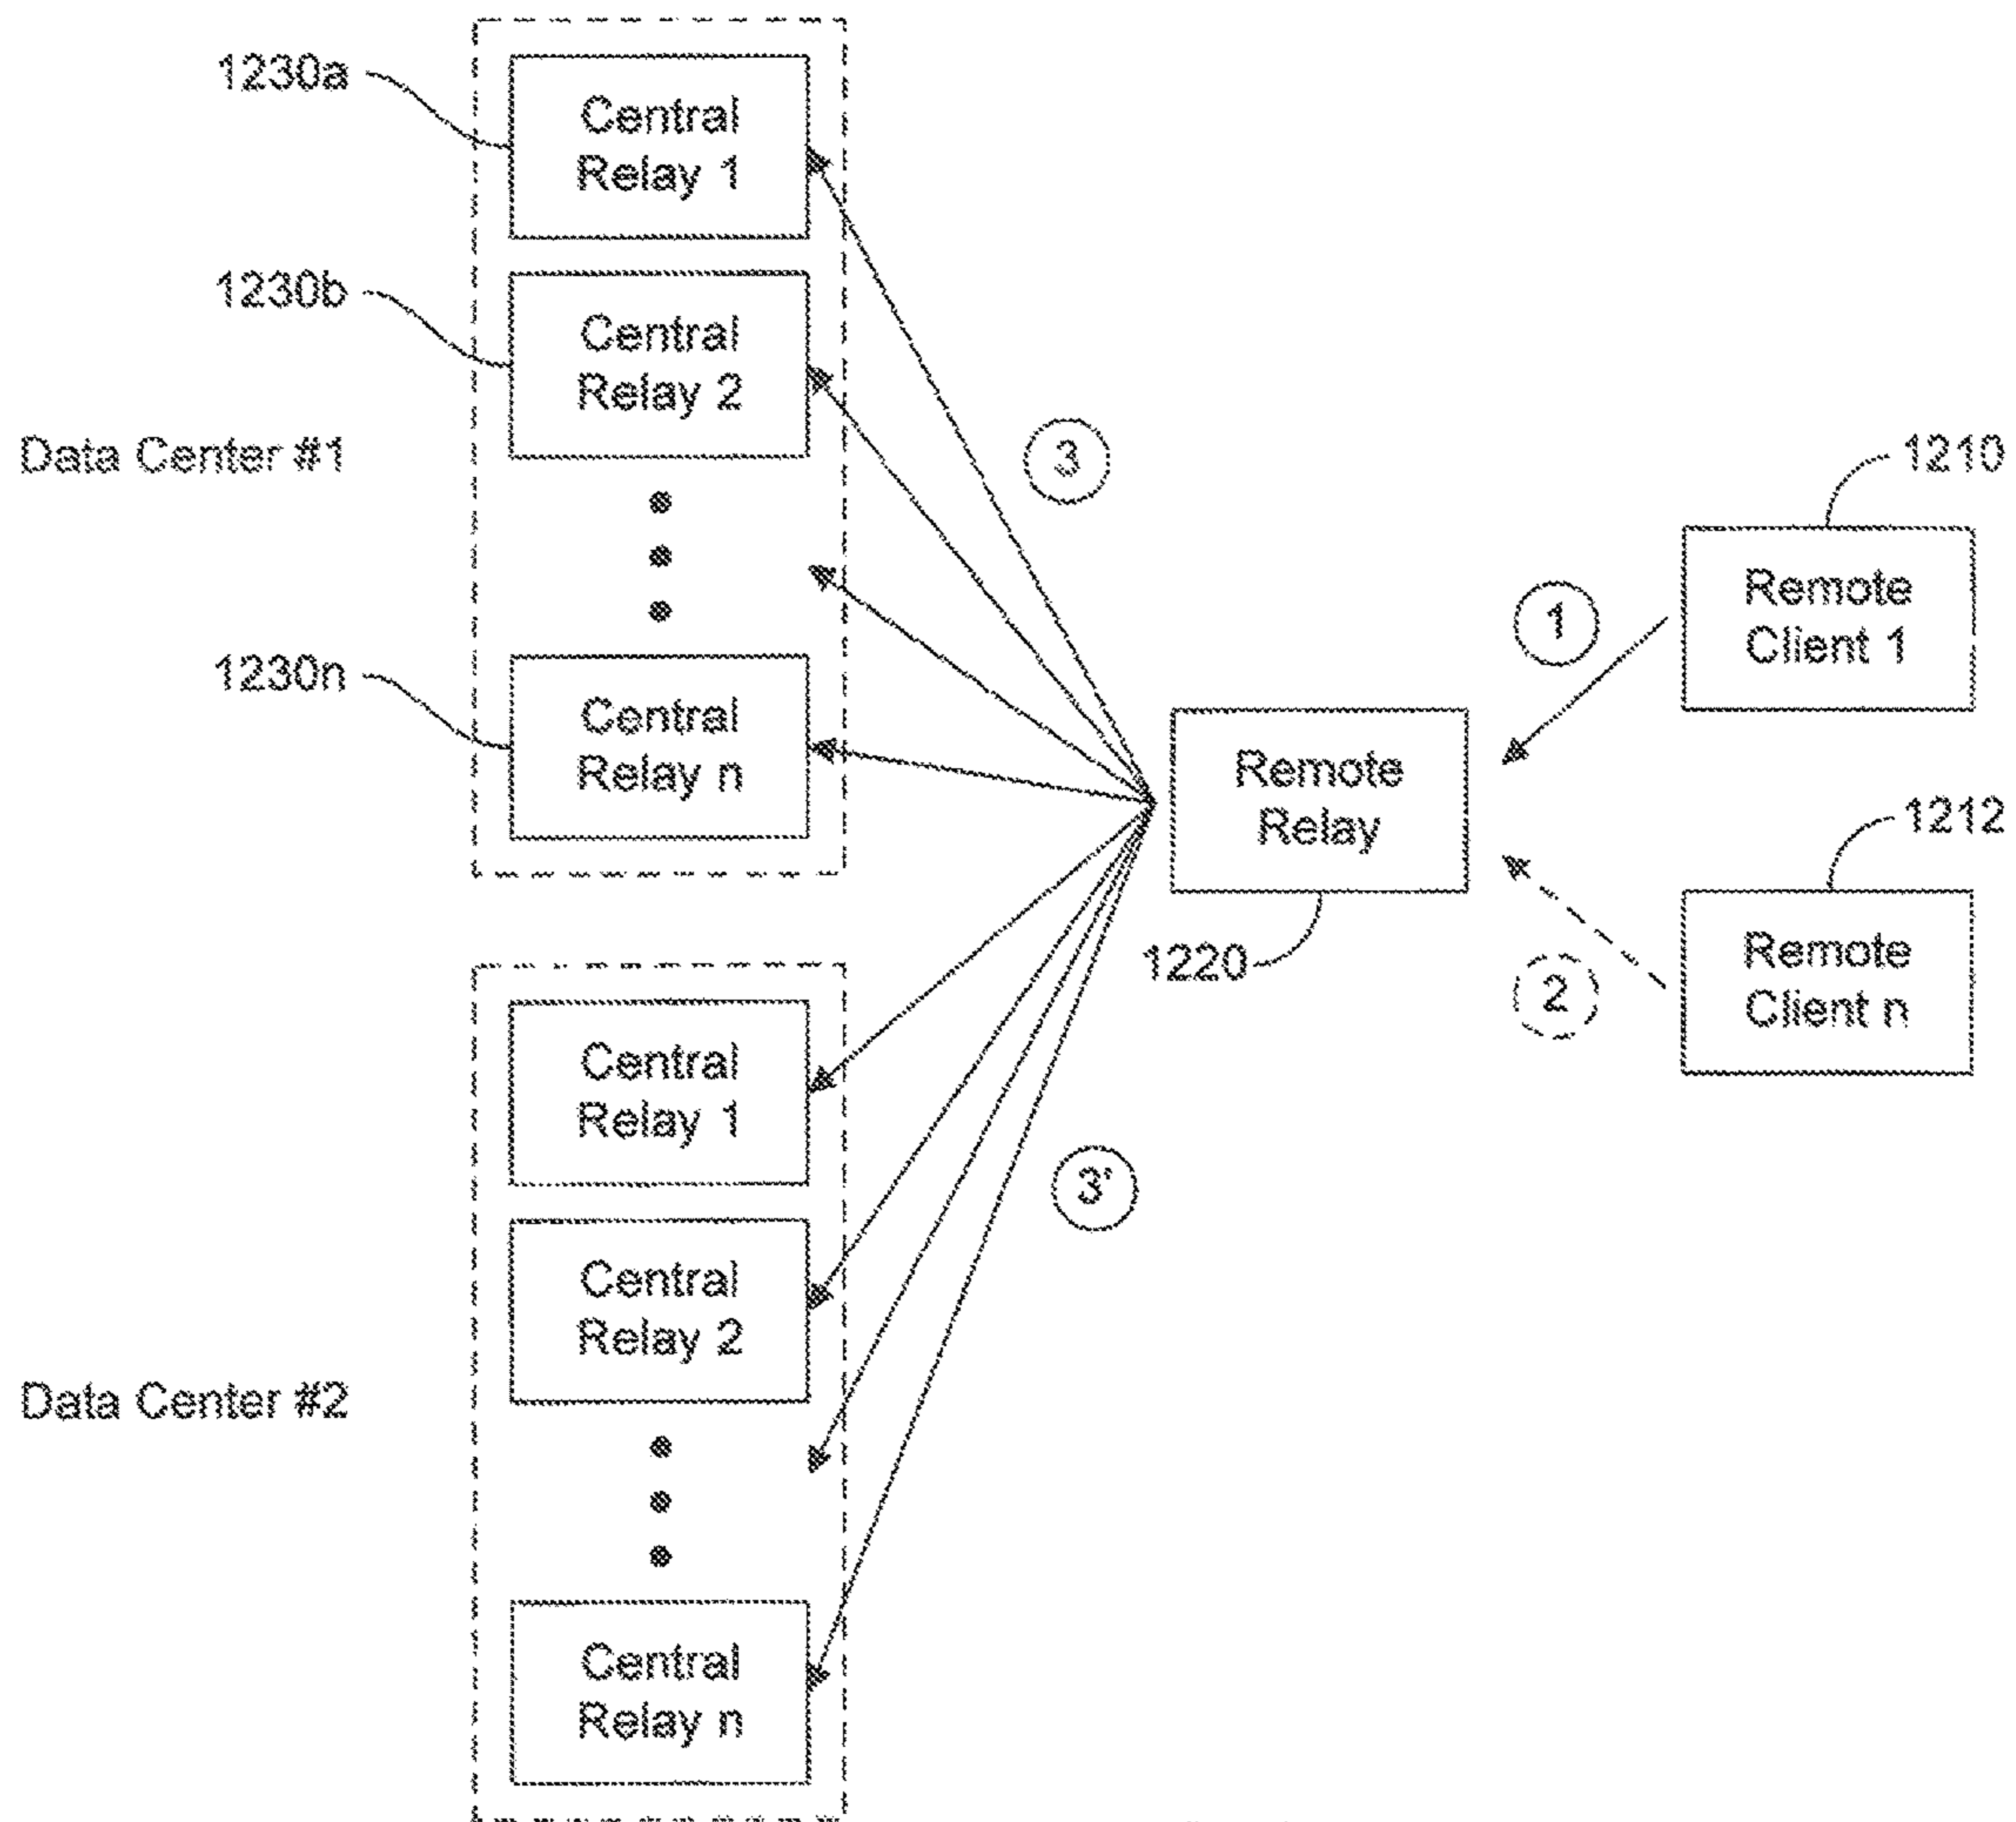 1230a
Central
Relay 1
1230b
Central
Relay 2
Data Center #1
3
1210
Remote
Client 1
1
1230n
Central
Relay n
Remote
Relay
1212
1220
Remote
Client n
2
Central
Relay 1
3'
Central
Relay 2
Data Center #2
Central
Relay n